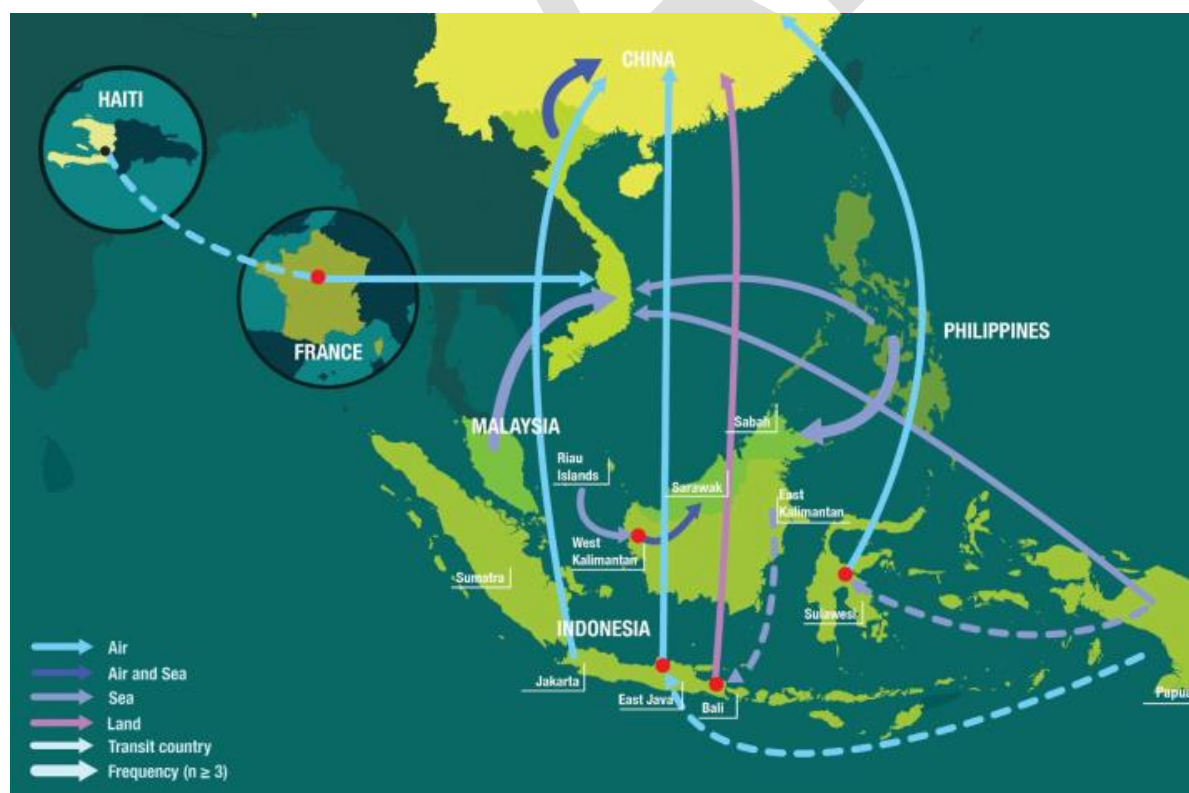 CHINA
HAITI
FRANCE
PHILIPPINES
MALAYSIA
Sabah
Riau
Islands
Sarawak
East
Kalimantan
West
Kalimantan
Sumatra
Sulawesi
INDONESIA
Jakarta
East Java
Bali
Papua
Air
Air and Sea
Sea
Land
Transit country
Frequency (n ≥ 3)